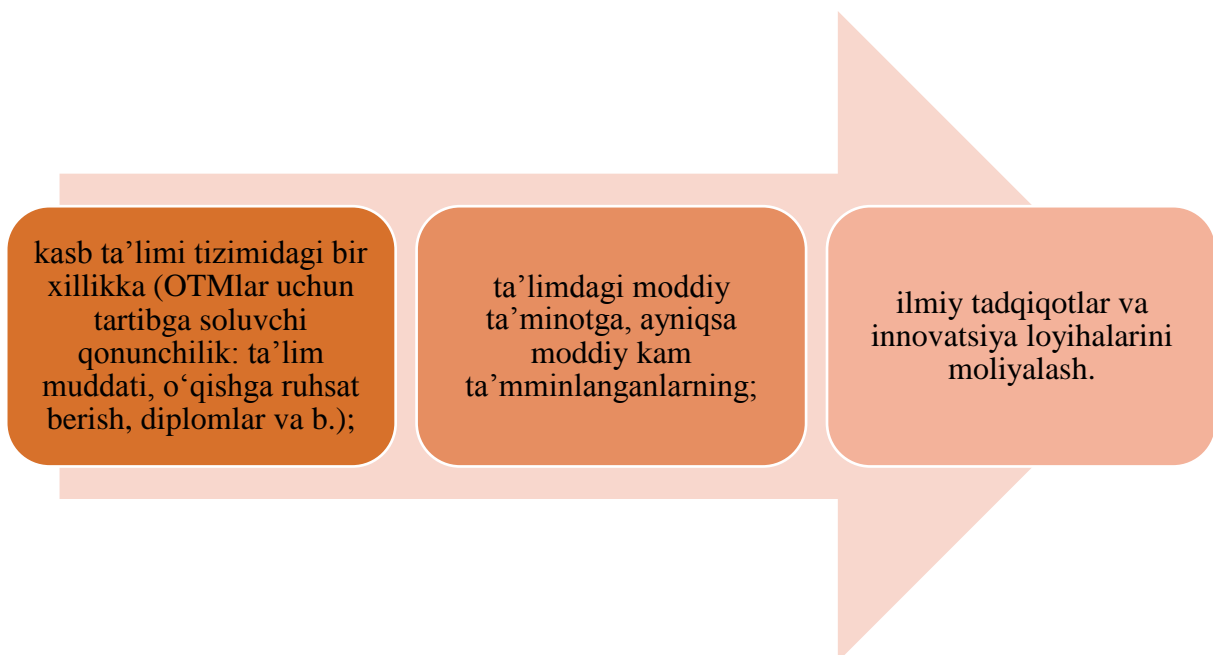 kasb ta’limi tizimidagi bir
xillikka (OTMlar uchun
tartibga soluvchi
qonunchilik: ta’lim
muddati, o‘qishga ruhsat
berish, diplomlar va b.);
ta’limdagi moddiy
ta’minotga, ayniqsa
moddiy kam
ta’mminlanganlarning;
ilmiy tadqiqotlar va
innovatsiya loyihalarini
moliyalash.